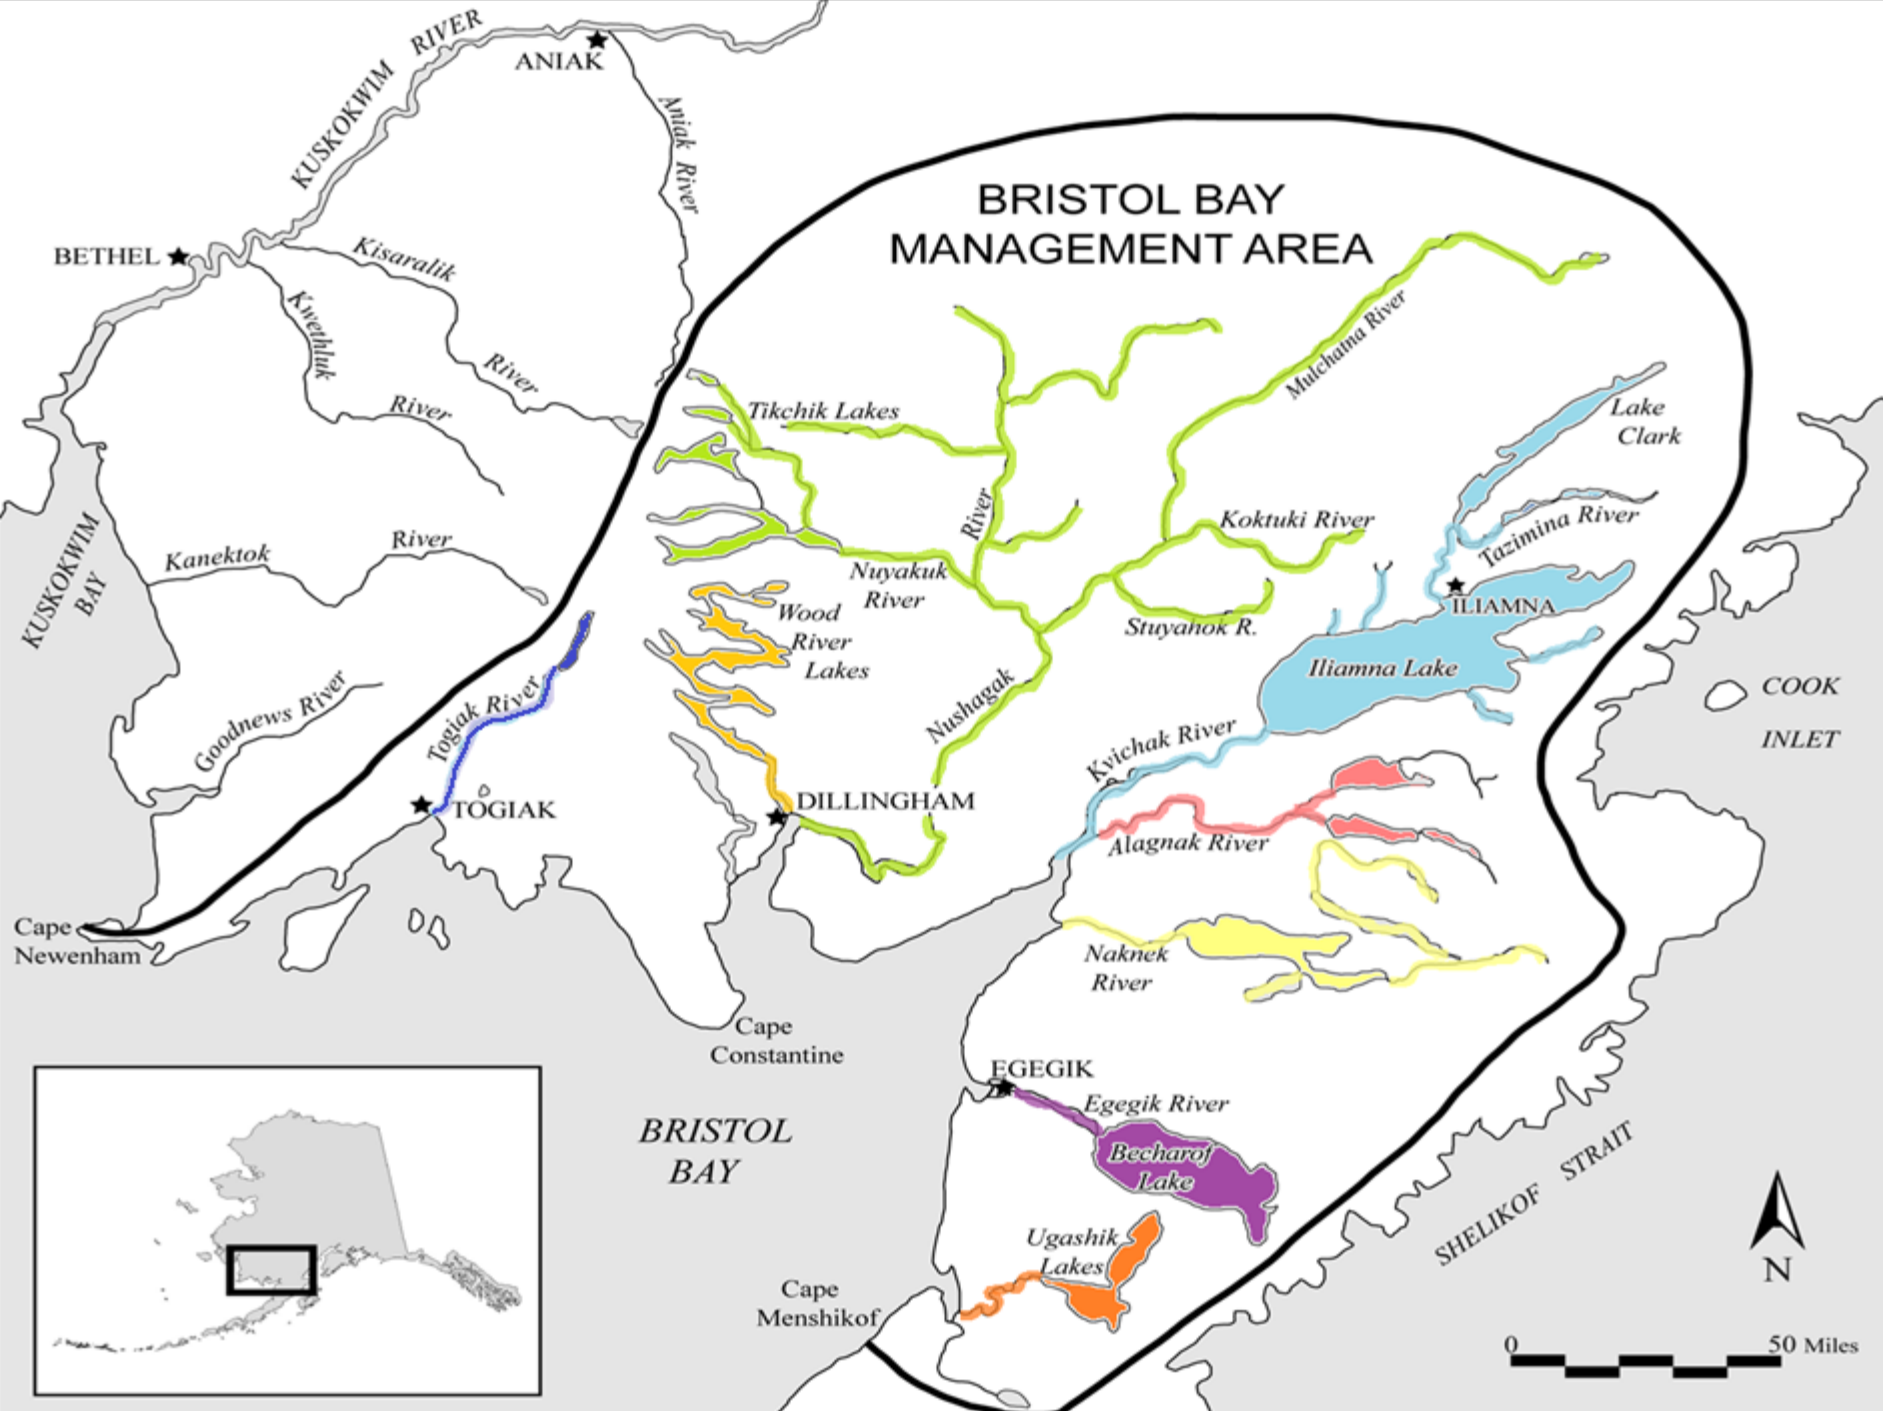 KUSKOKWIM RIVER
ANIAK
Aniak River
BRISTOL BAY
MANAGEMENT AREA
BETHEL
Kisaralik
River
Kwethluk
River
Mulchatna River
Tikchik Lakes
Lake
Clark
River
Koktuki River
Tazimina River
KUSKOKWIM
BAY
Kanektok
River
Nuyakuk
River
Wood
River
Lakes
Stuyahok R.
ILIAMNA
Iliamna Lake
COOK
INLET
Goodnews River
Togiak River
Nushagak
Kvichak River
TOGIAK
DILLINGHAM
Alagnak River
Cape
Newenham
Naknek
River
Cape
Constantine
EGEGIK
Egegik River
BRISTOL
BAY
Becharof
Lake
SHELIKOF STRAIT
Ugashik
Lakes
Cape
Menshikof
N
0 50 Miles